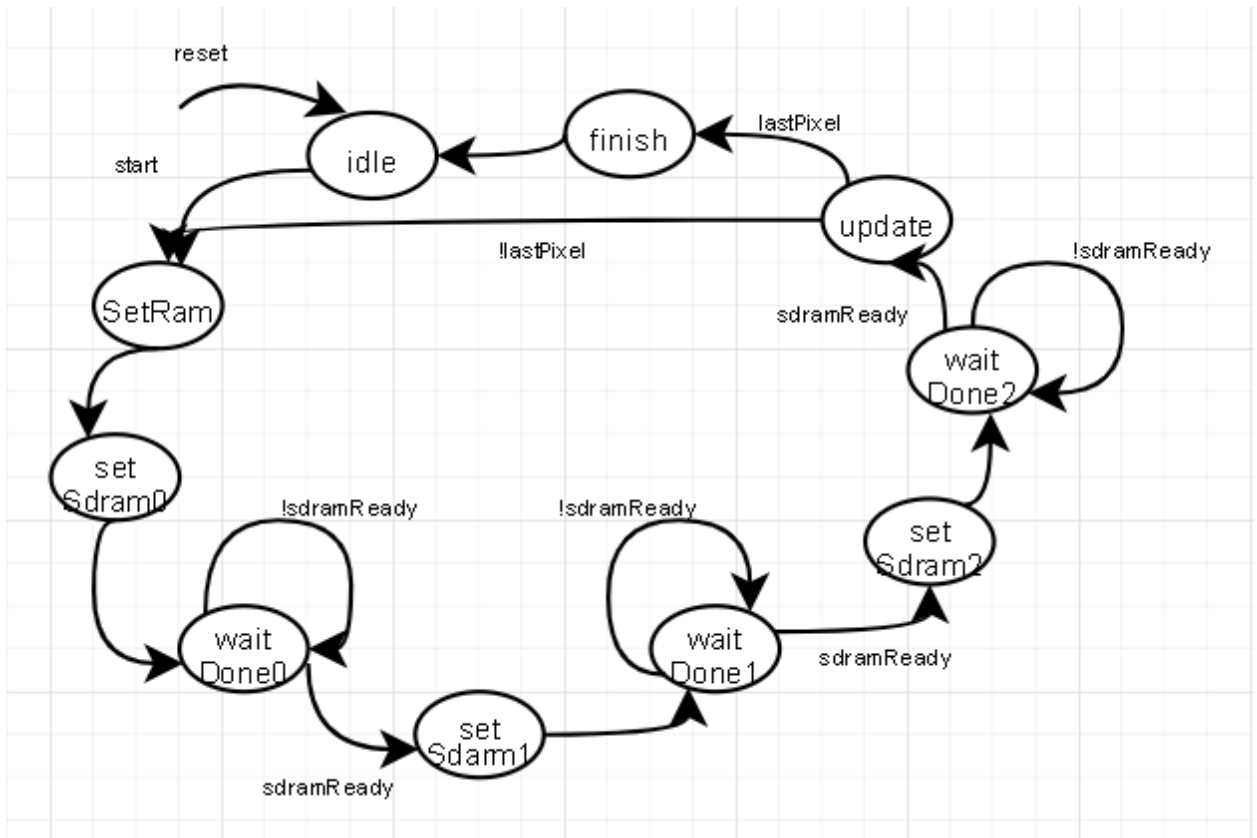 reset
lastPixel
finish
idle
start
update
!lastPixel
!sdramReady
SetRam
sdramReady
wait
Done2
set
Sdram0
!sdramReady
!sdramReady
set
Sdram2
wait
Done0
wait
Done1
sdramReady
set
Sdarm1
sdramReady